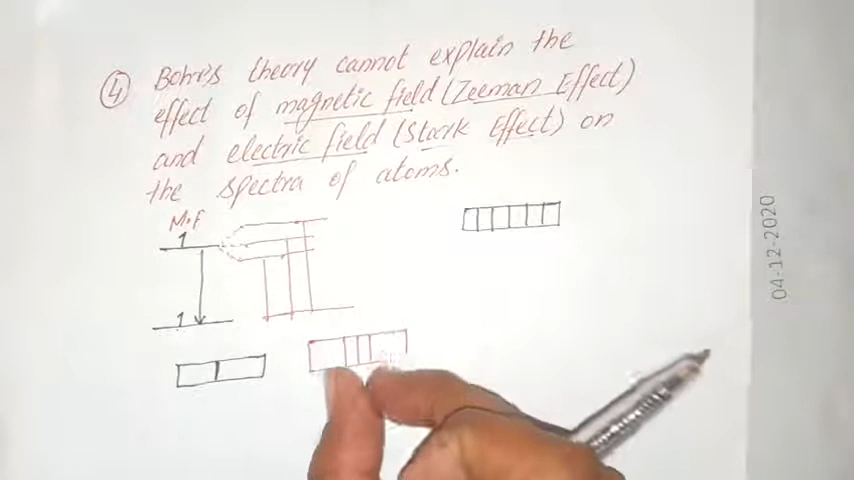 4 Bohr's theory cannot explain the
effect of magnetic field (Zeeman Effect)
and electric field (Stark Effect) on
the spectra of atoms.
M.F
1
1
04-12-2020